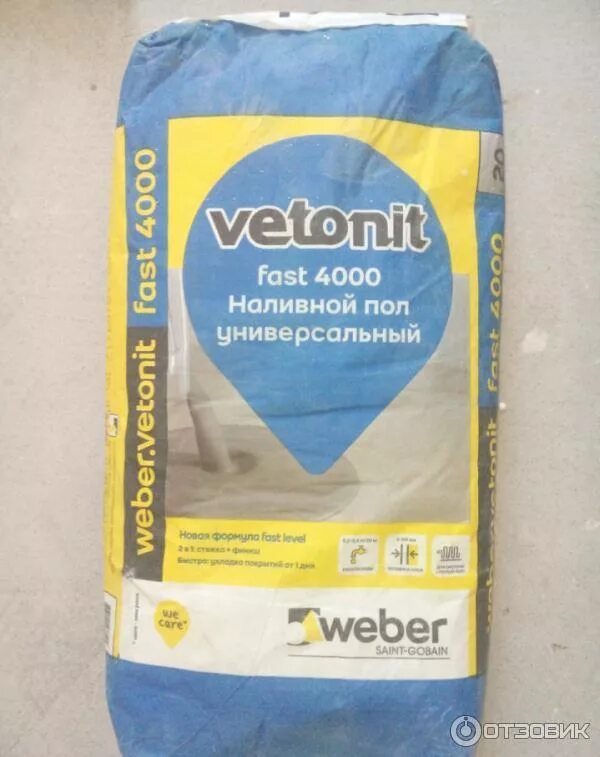 vetonit
fast 4000
Наливной пол
универсальный
weber.vetonit fast 4000
20
weber.vetonit fast 4000
Новая формула fast level
2 в 1: стяжка + финиш
Быстро: укладка покрытий от 1 дня
we
care*
weber
SAINT-GOBAIN
ОТЗОВИК